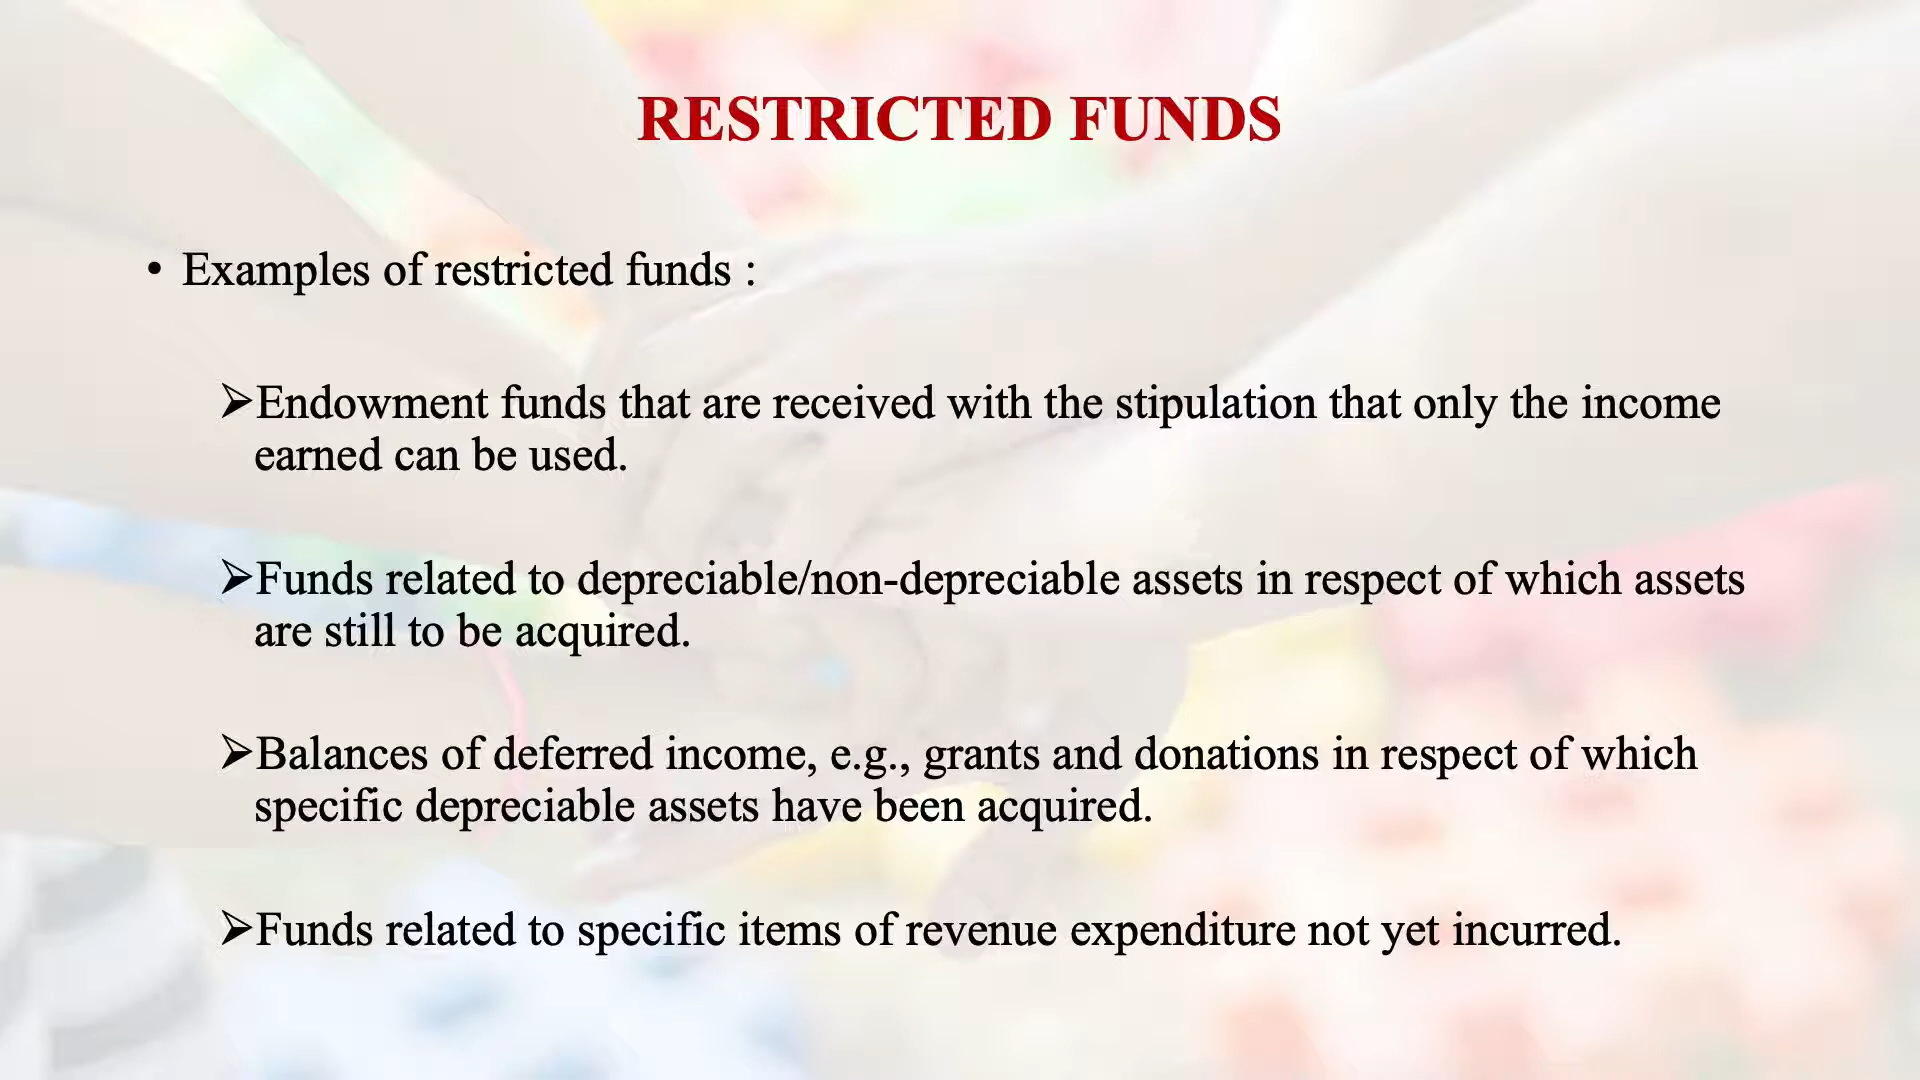 RESTRICTED FUNDS
• Examples of restricted funds :
➢Endowment funds that are received with the stipulation that only the income
earned can be used.
➢Funds related to depreciable/non-depreciable assets in respect of which assets
are still to be acquired.
➢Balances of deferred income, e.g., grants and donations in respect of which
specific depreciable assets have been acquired.
➢Funds related to specific items of revenue expenditure not yet incurred.